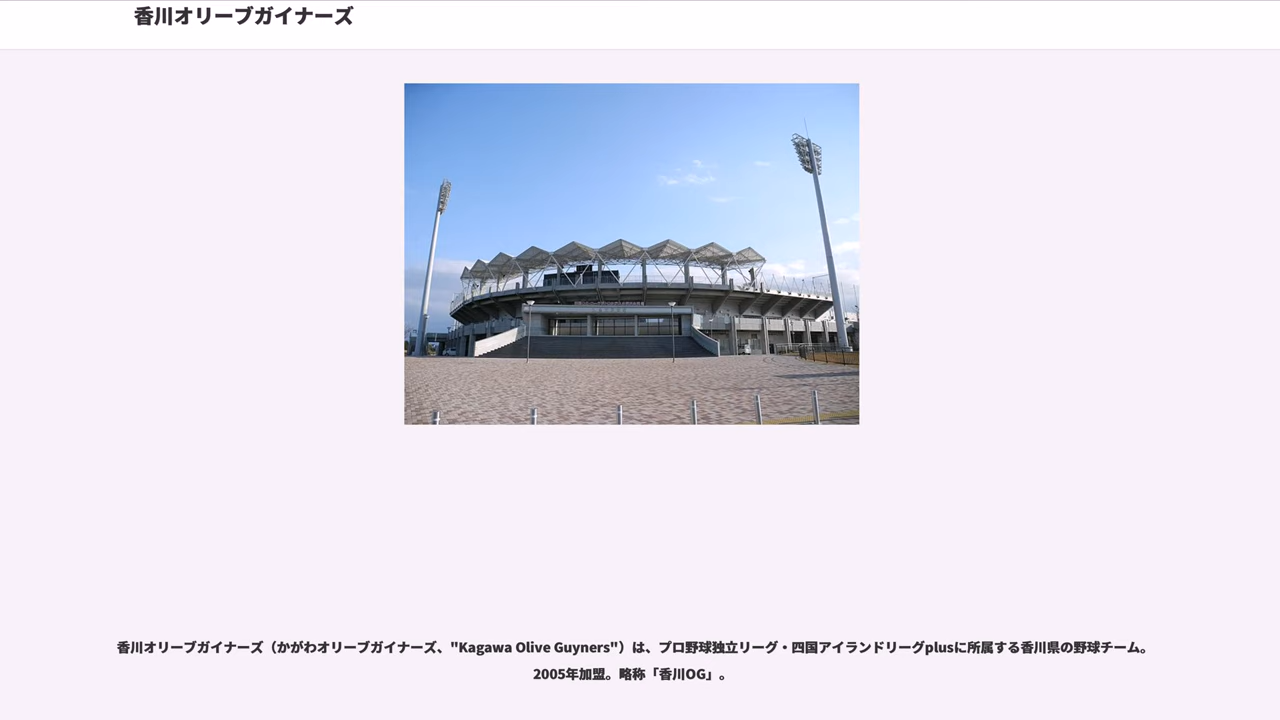 香川オリーブガイナーズ
香川オリーブガイナーズ（かがわオリーブガイナーズ、"Kagawa Olive Guyners"）は、プロ野球独立リーグ・四国アイランドリーグplusに所属する香川県の野球チーム。
2005年加盟。略称「香川OG」。